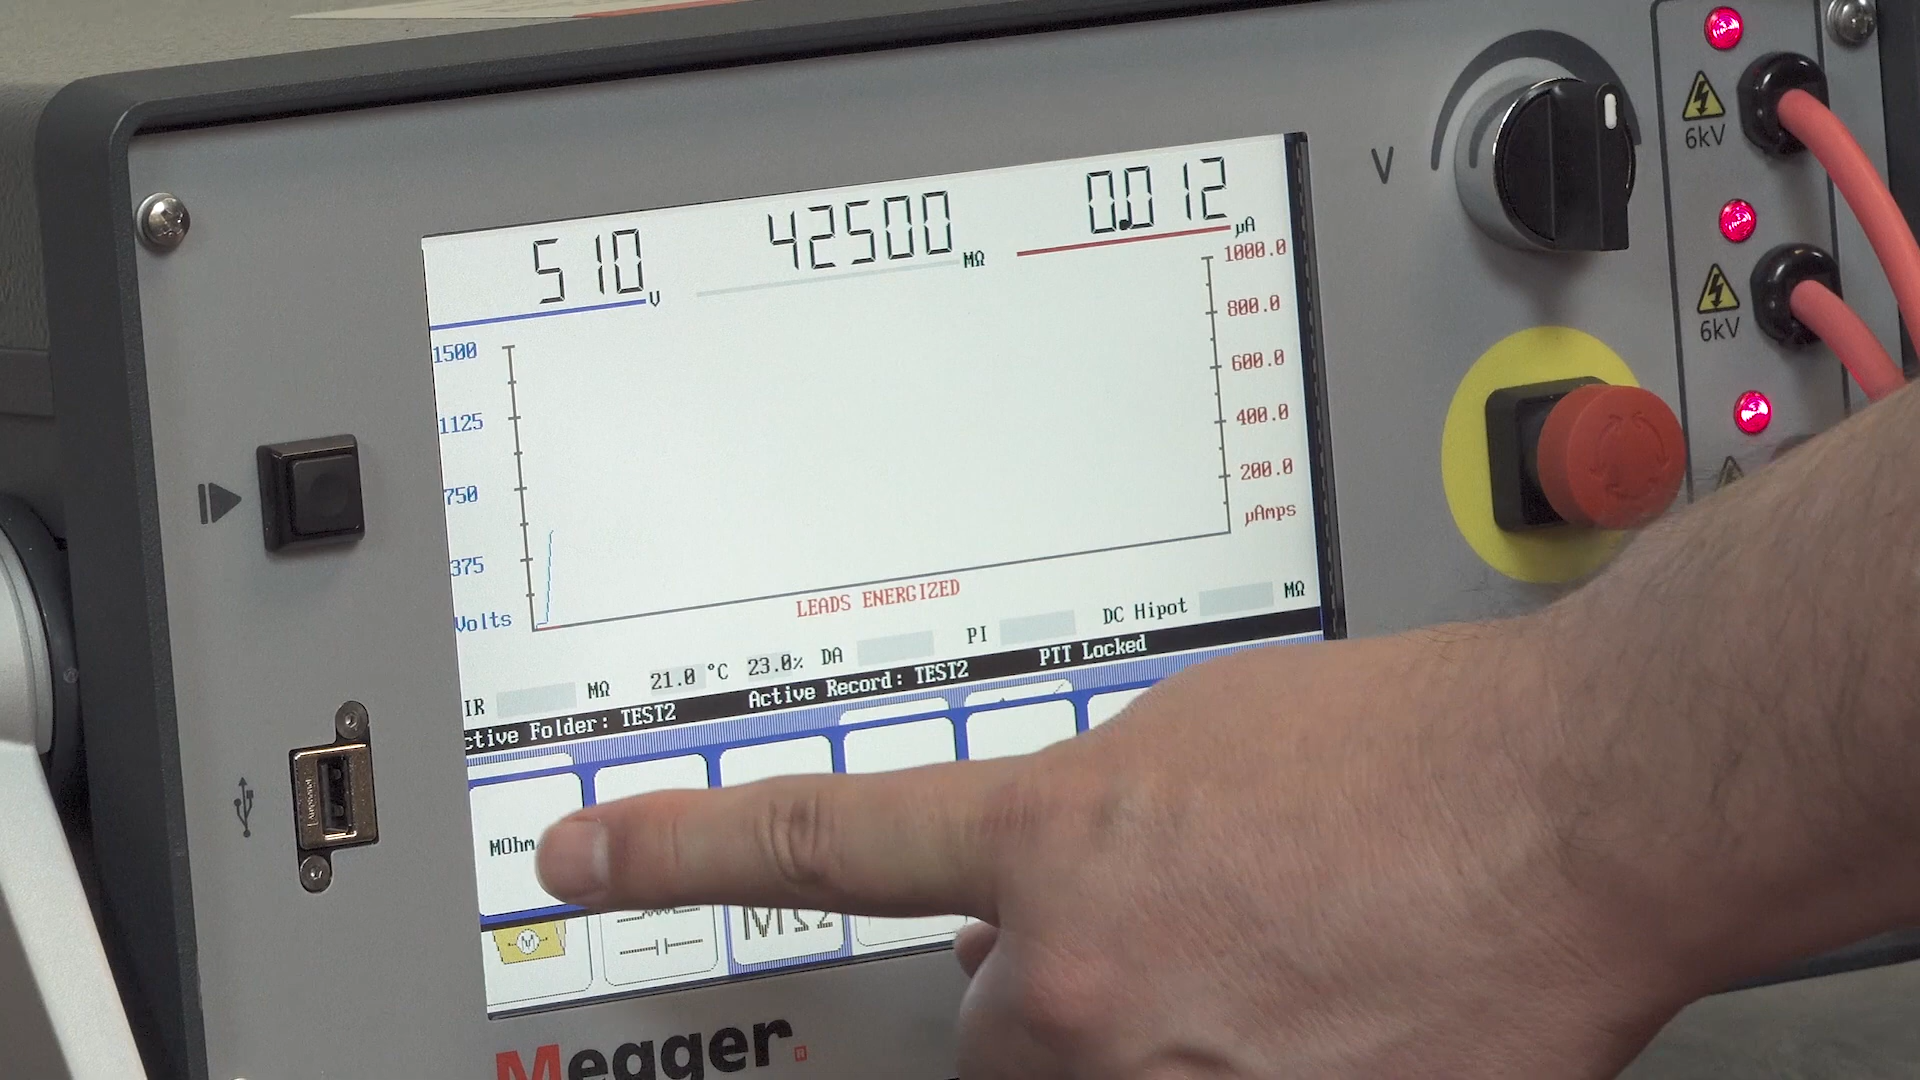 510 V
42500 MΩ
0.012 µA
1500
1125
750
375
Volts
1000.0
800.0
600.0
400.0
200.0
µAmps
LEADS ENERGIZED
IR MΩ 21.0 °C 23.0% DA PI DC Hipot MΩ
ctive Folder: TEST2 Active Record: TEST2 PTT Locked
MOhm
MΩ
Megger
V
6kV
6kV